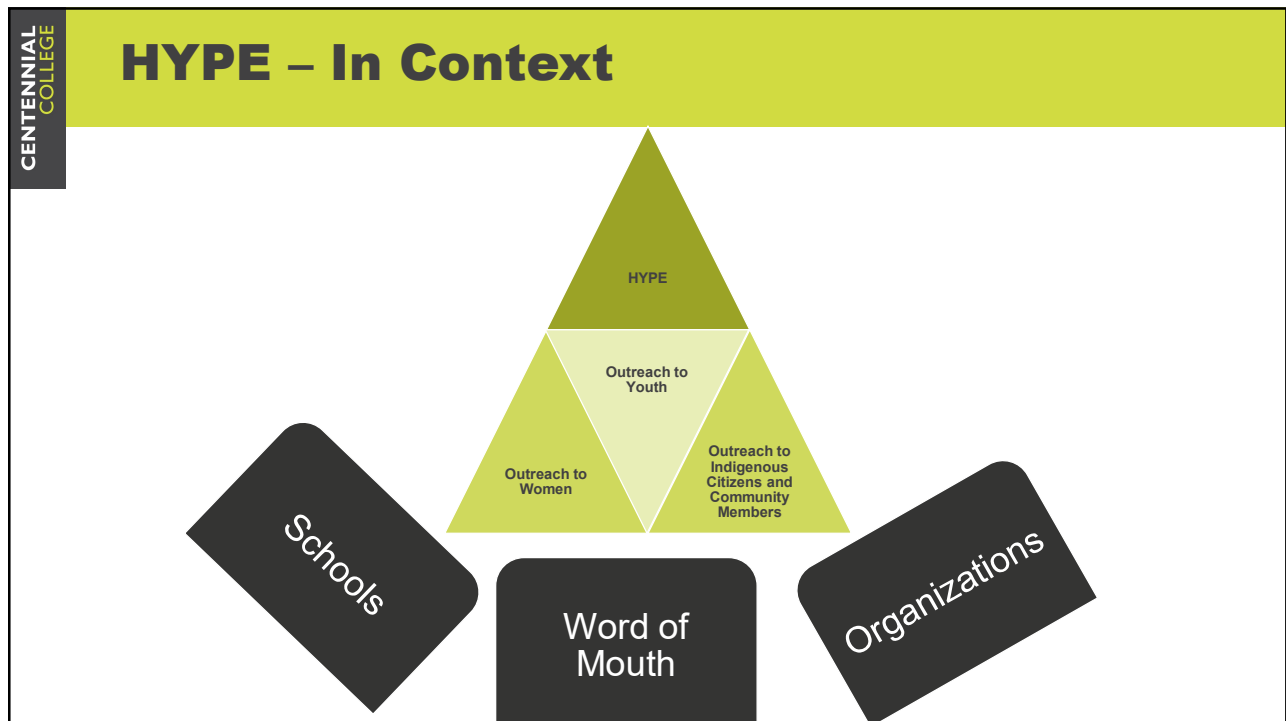 CENTENNIAL
COLLEGE
HYPE – In Context
HYPE
Outreach to
Youth
Outreach to
Women
Outreach to
Indigenous
Citizens and
Community
Members
Schools
Word of
Mouth
Organizations